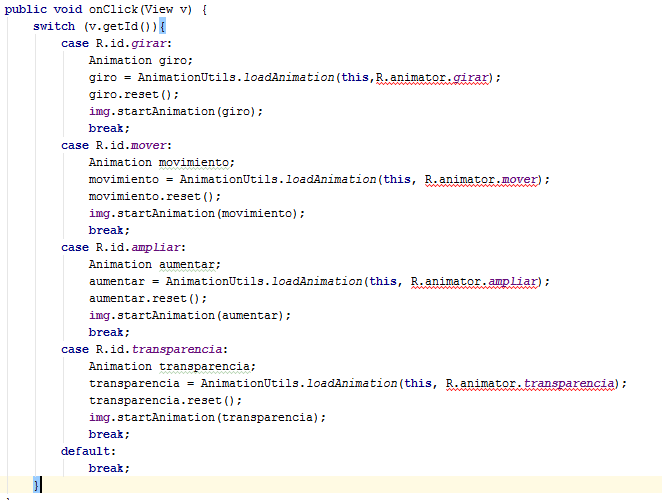 public void onClick(View v) {
switch (v.getId()){
case R.id.girar:
Animation giro;
giro = AnimationUtils.loadAnimation(this,R.animator.girar);
giro.reset();
img.startAnimation(giro);
break;
case R.id.mover:
Animation movimiento;
movimiento = AnimationUtils.loadAnimation(this, R.animator.mover);
movimiento.reset();
img.startAnimation(movimiento);
break;
case R.id.ampliar:
Animation aumentar;
aumentar = AnimationUtils.loadAnimation(this, R.animator.ampliar);
aumentar.reset();
img.startAnimation(aumentar);
break;
case R.id.transparencia:
Animation transparencia;
transparencia = AnimationUtils.loadAnimation(this, R.animator.transparencia);
transparencia.reset();
img.startAnimation(transparencia);
break;
default:
break;
}